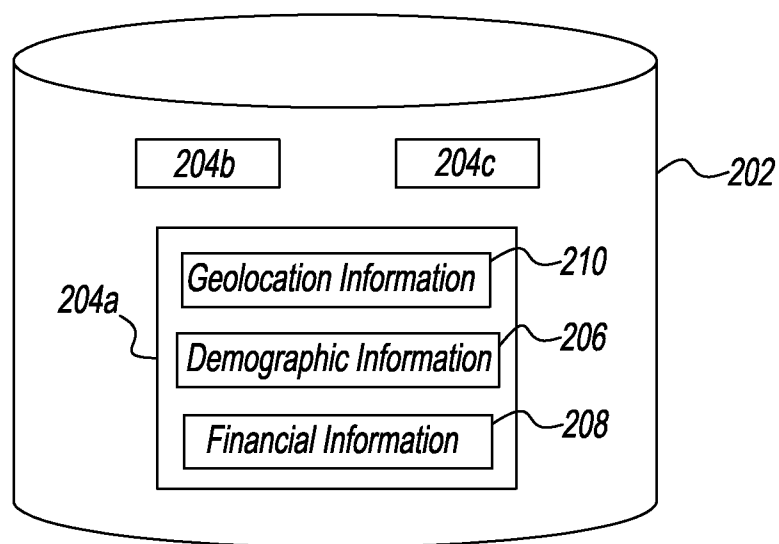 204b
204c
202
Geolocation Information
210
204a
Demographic Information
206
Financial Information
208